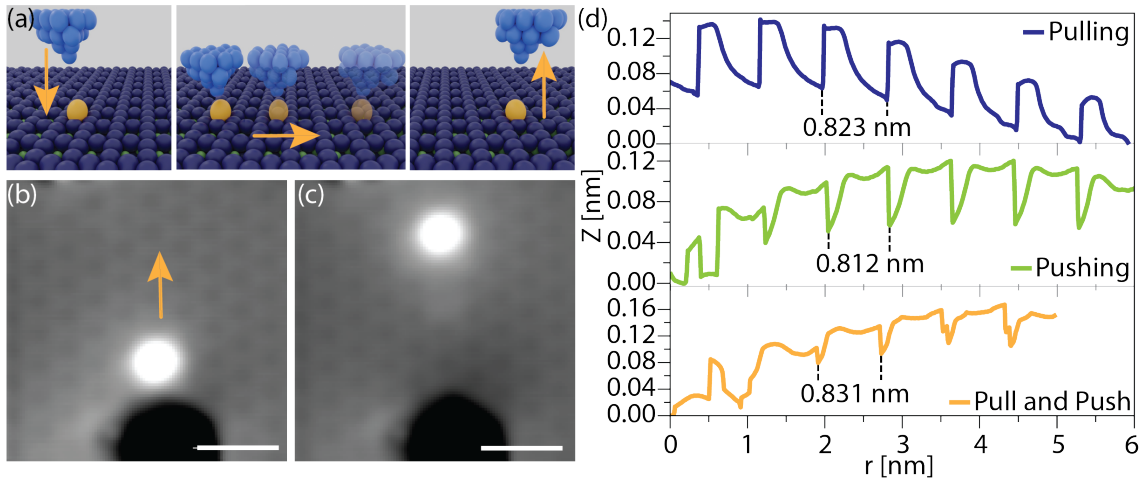 (a)
(b)
(c)
(d)
Z [nm]
0.12
0.08
0.04
0.00
Pulling
0.823 nm
0.12
0.08
0.04
0.00
Pushing
0.812 nm
0.16
0.12
0.08
0.04
0.00
Pull and Push
0.831 nm
0 1 2 3 4 5 6
r [nm]